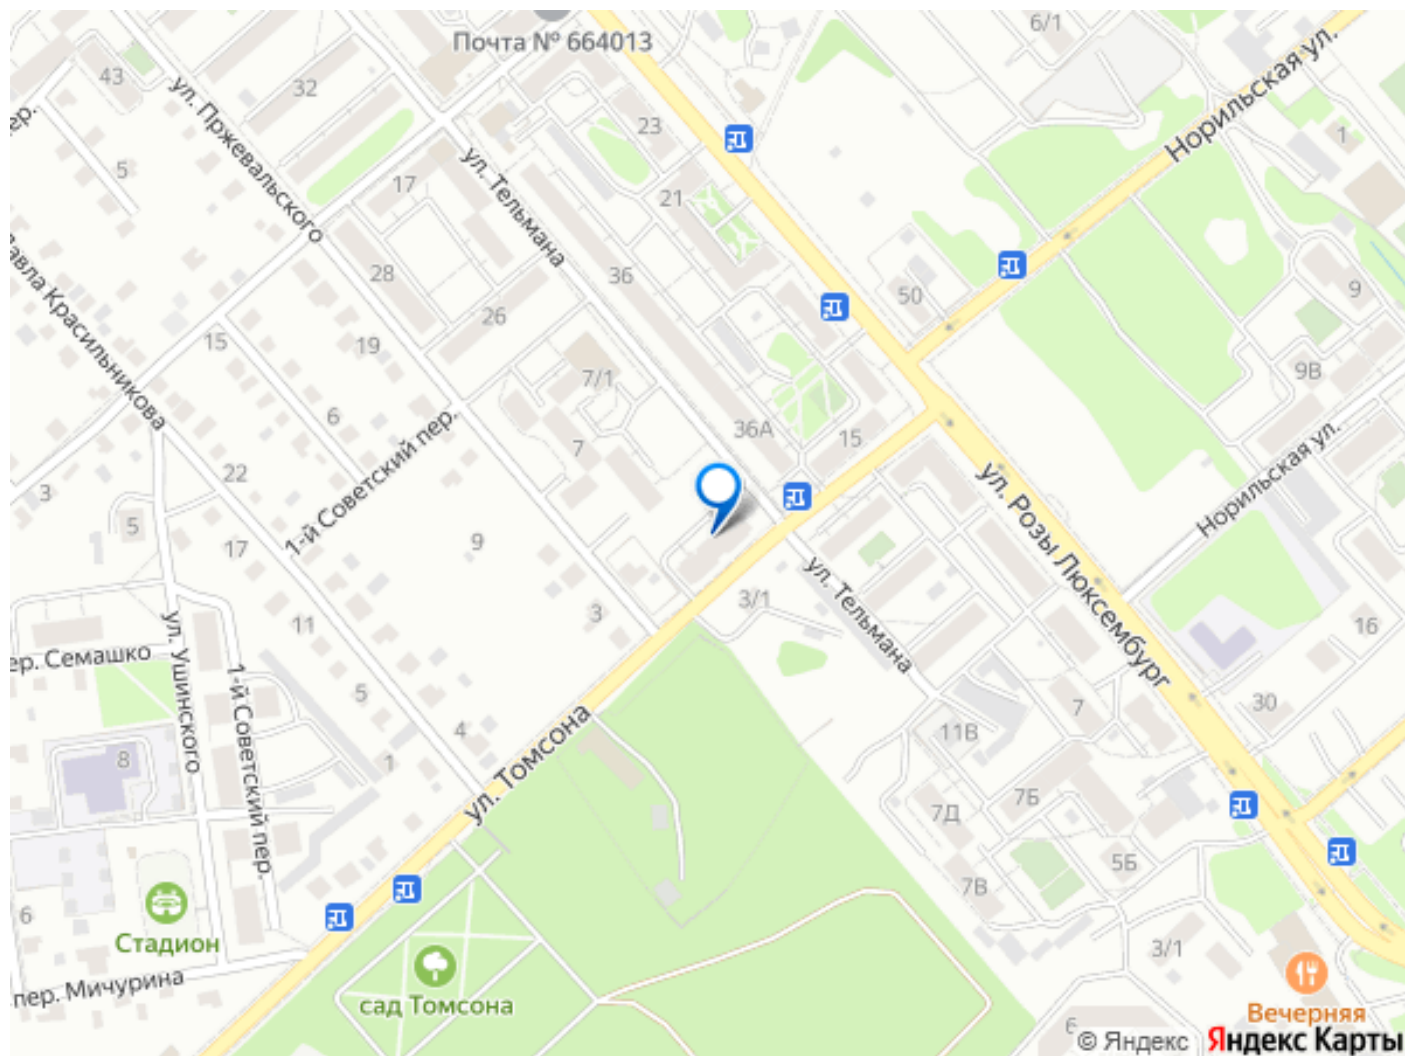 6/1
Почта № 664013
Норильская ул.
43
32
ул. Пржевальского
23
1
5
ул. Тельмана
17
21
Павла Красильникова
28
36
50
9
26
15
19
7/1
9В
6
36А
15
1-й Советский пер.
7
22
3
ул. Розы Люксембург
Норильская ул.
5
17
9
ул. Тельмана
3/1
3
11
16
ул. Ушинского
пер. Семашко
1-й Советский пер.
5
7
30
4
11В
ул. Томсона
8
1
7Б
7Д
5Б
7В
6
Стадион
3/1
сад Томсона
пер. Мичурина
Вечерняя
6
© Яндекс Яндекс Карты